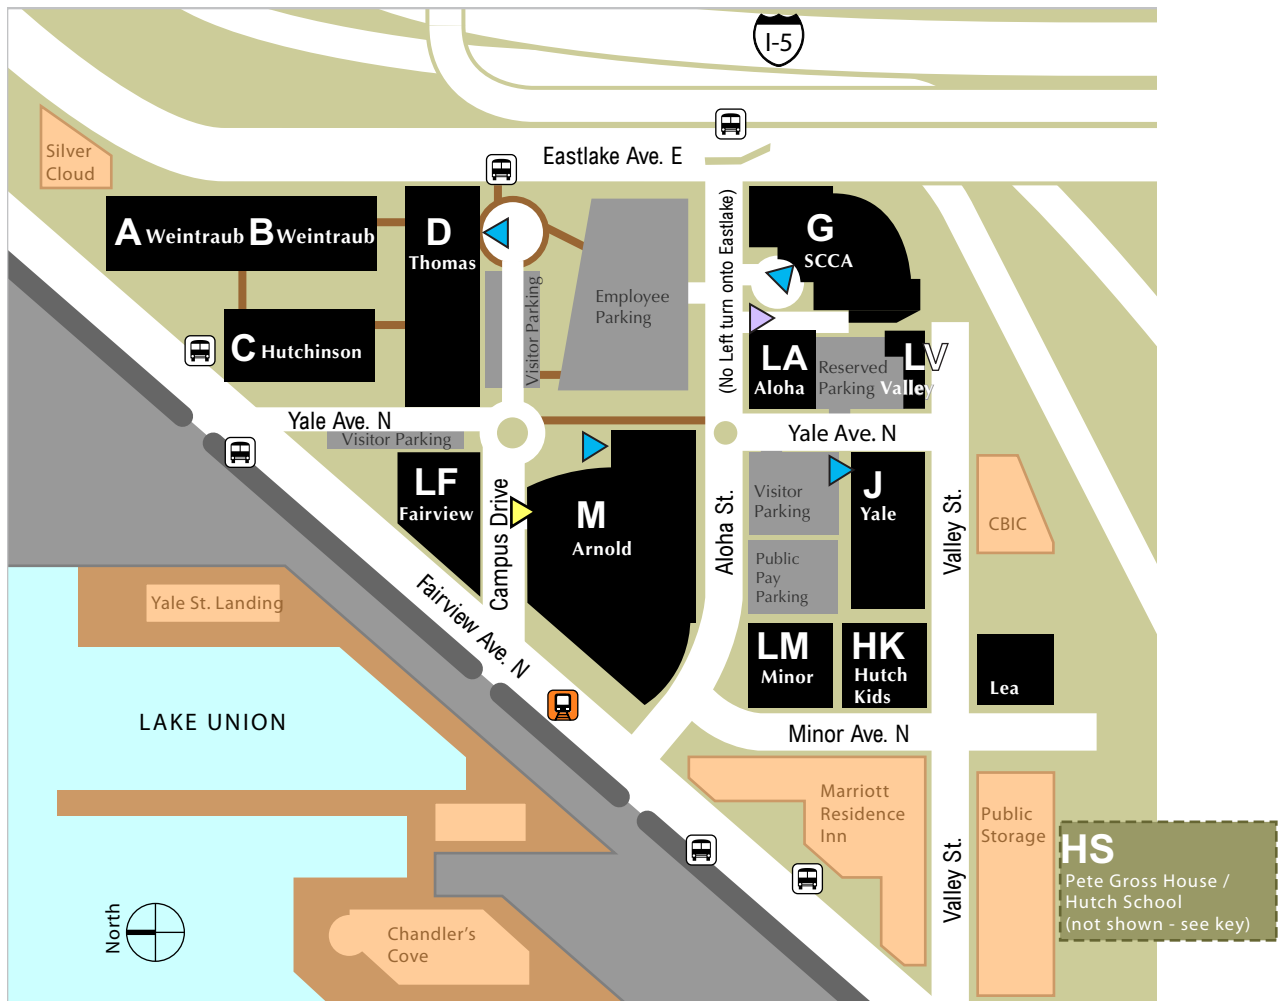 I-5
Eastlake Ave. E
Silver
Cloud
A Weintraub B Weintraub
D
Thomas
(No Left turn onto Eastlake)
G
SCCA
Visitor Parking
Employee
Parking
C Hutchinson
LA
Aloha
Reserved
Parking
LV
Valley
Yale Ave. N
Visitor Parking
Yale Ave. N
LF
Fairview
Campus Drive
M
Arnold
Aloha St.
Visitor
Parking
J
Yale
Valley St.
CBIC
Public
Pay
Parking
Yale St. Landing
Fairview Ave. N
LM
Minor
HK
Hutch
Kids
Lea
LAKE UNION
Minor Ave. N
Marriott
Residence
Inn
Public
Storage
Valley St.
HS
Pete Gross House /
Hutch School
(not shown - see key)
North
Chandler's
Cove